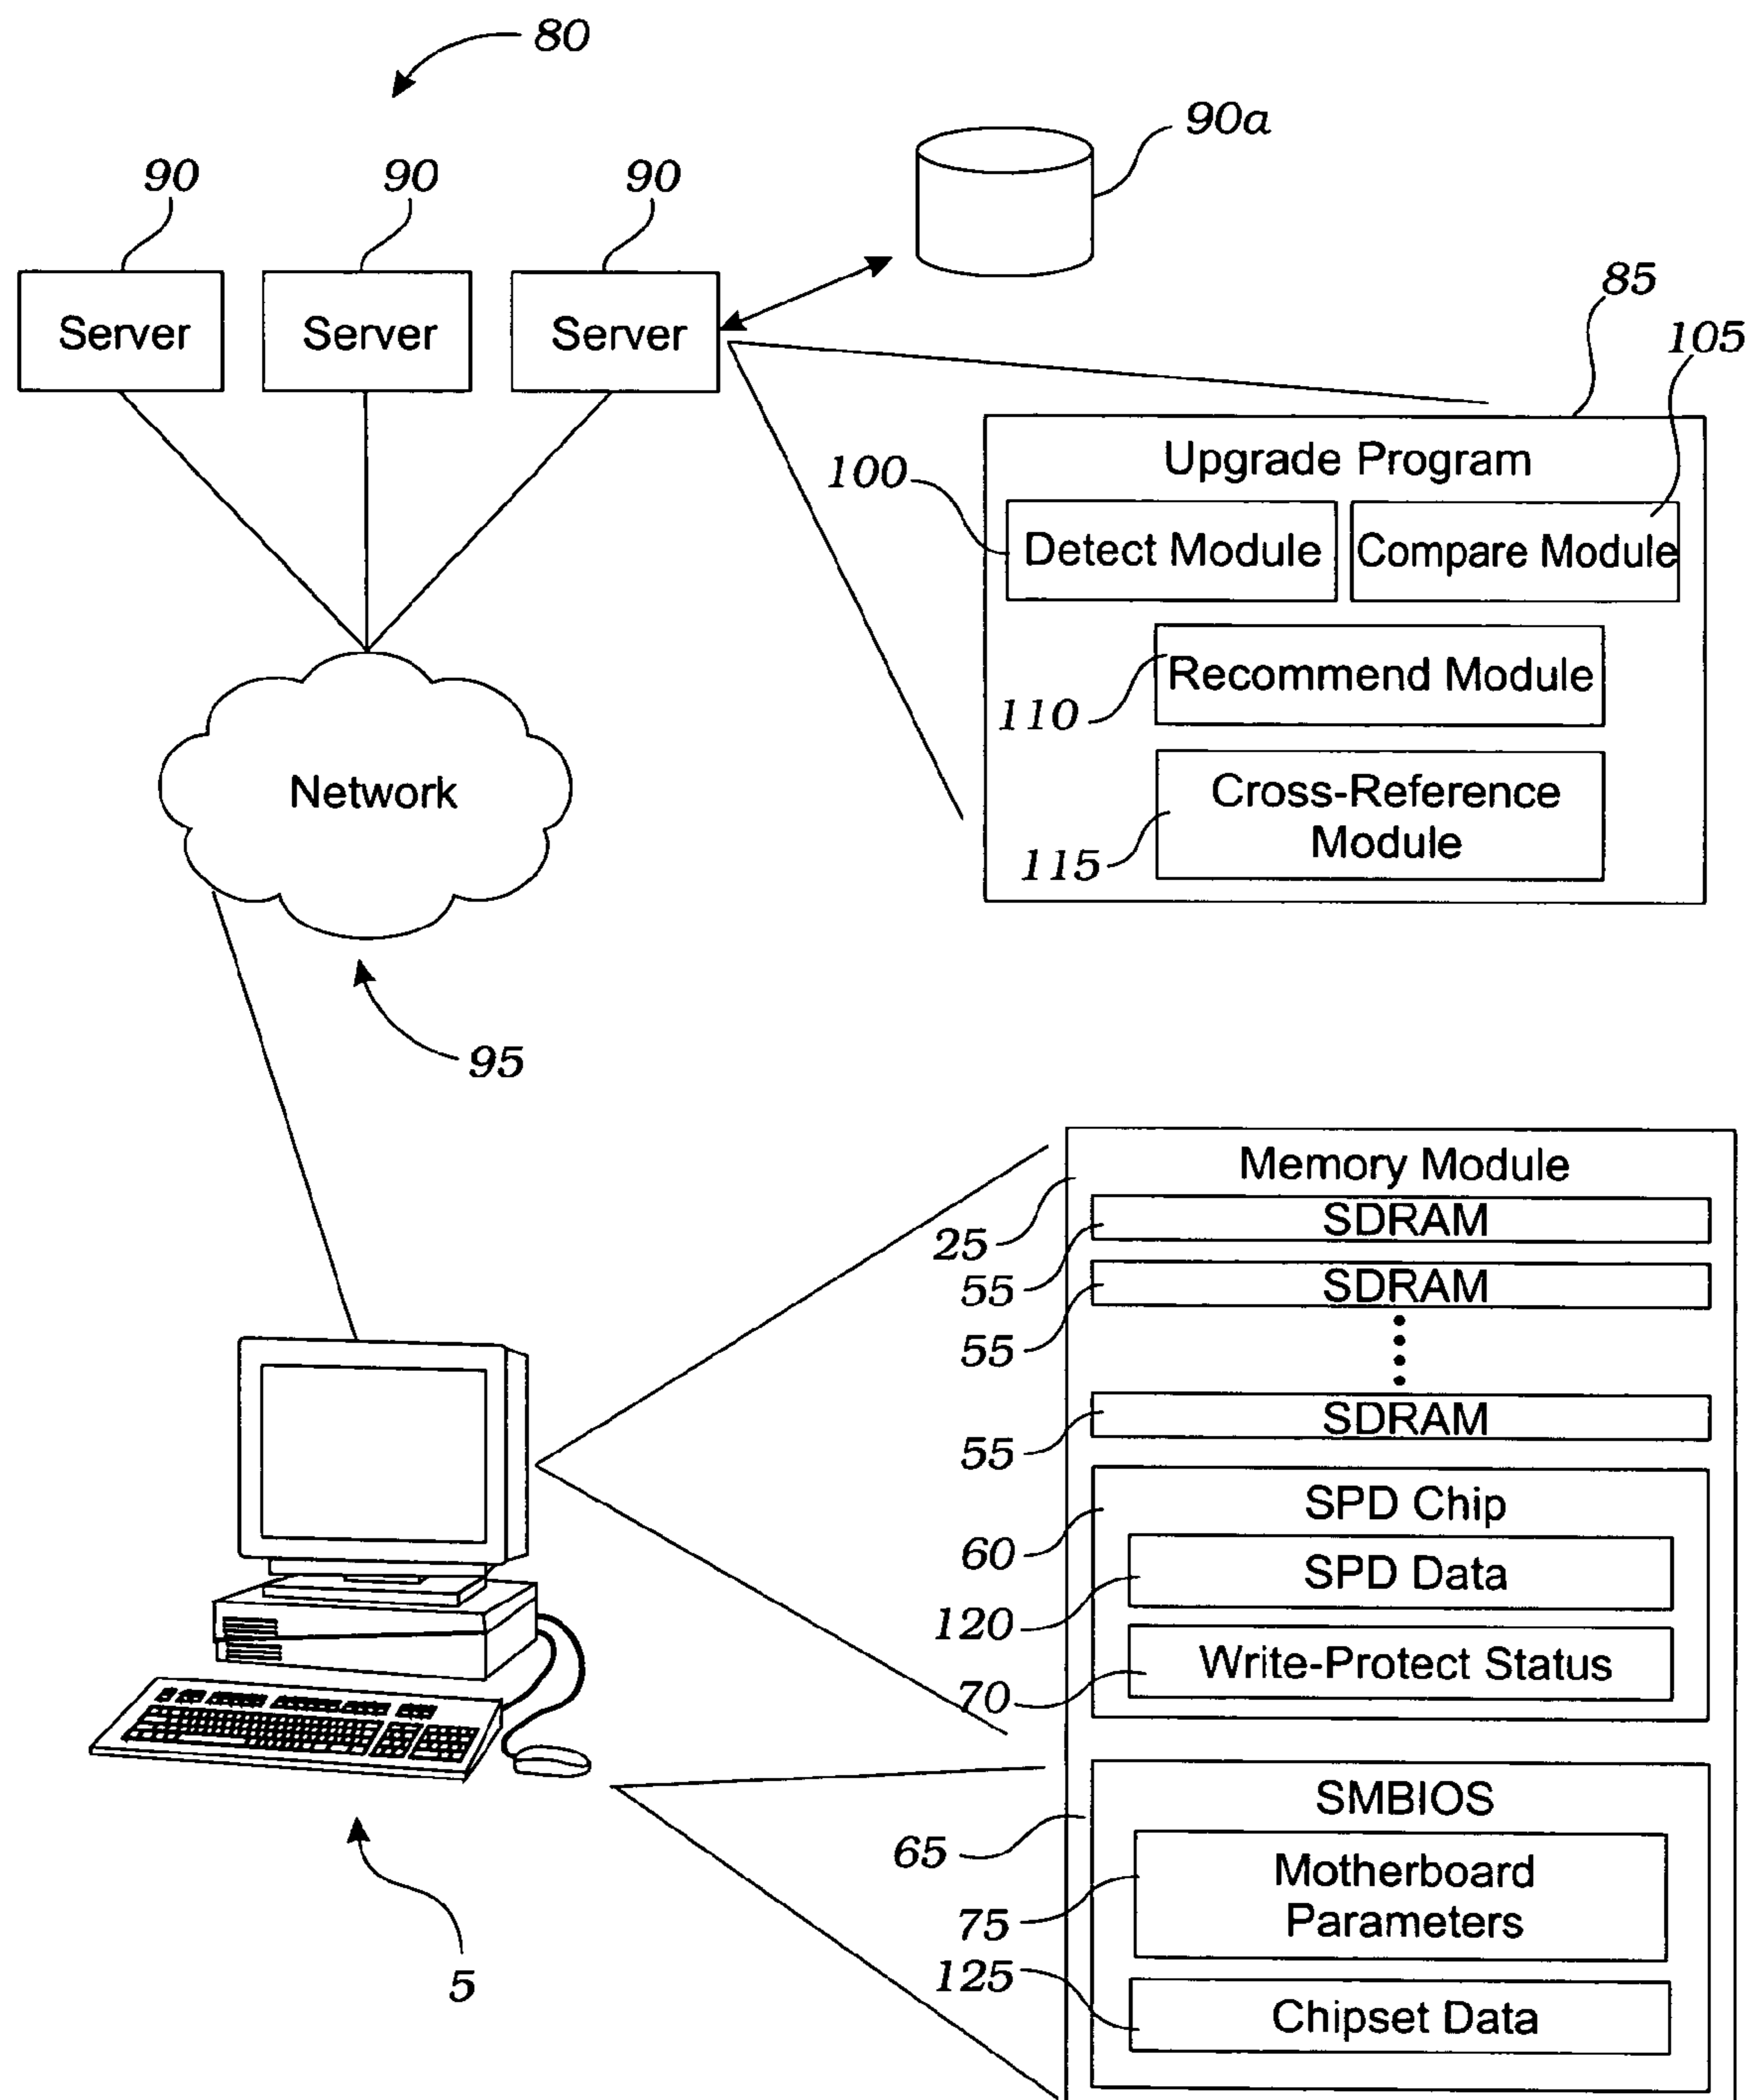 80
90a
90 90 90
Server Server Server
85
105
Upgrade Program
100
Detect Module Compare Module
Recommend Module
110
Cross-Reference
Module
115
Network
95
Memory Module
25
SDRAM
55
SDRAM
55
SDRAM
55
SPD Chip
60
SPD Data
120
Write-Protect Status
70
SMBIOS
65
Motherboard
Parameters
75
125
Chipset Data
5